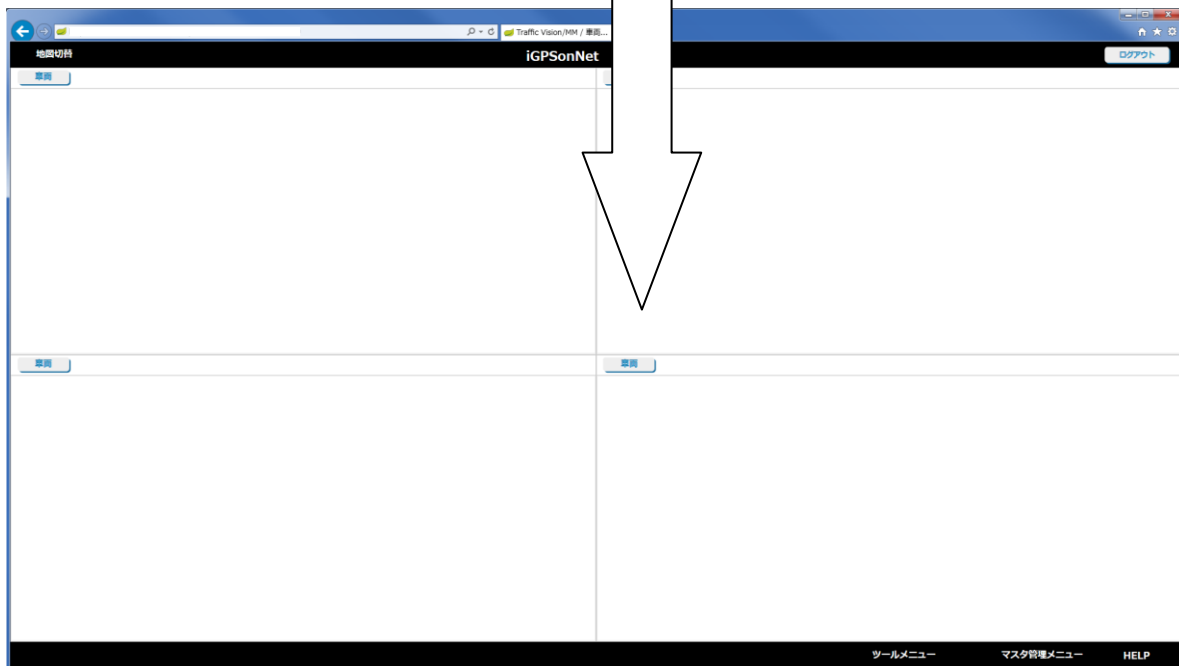 Traffic Vision/MM / 車両...
地図切替
iGPSonNet
ログアウト
車両
車両
車両
ツールメニュー
マスタ管理メニュー
HELP